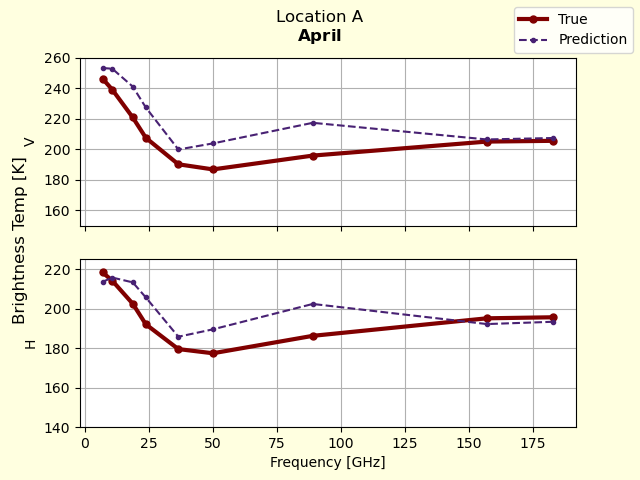 Location A
April
True
Prediction
260
240
220
200
180
160
V
Brightness Temp [K]
220
200
180
160
140
H
0 25 50 75 100 125 150 175
Frequency [GHz]